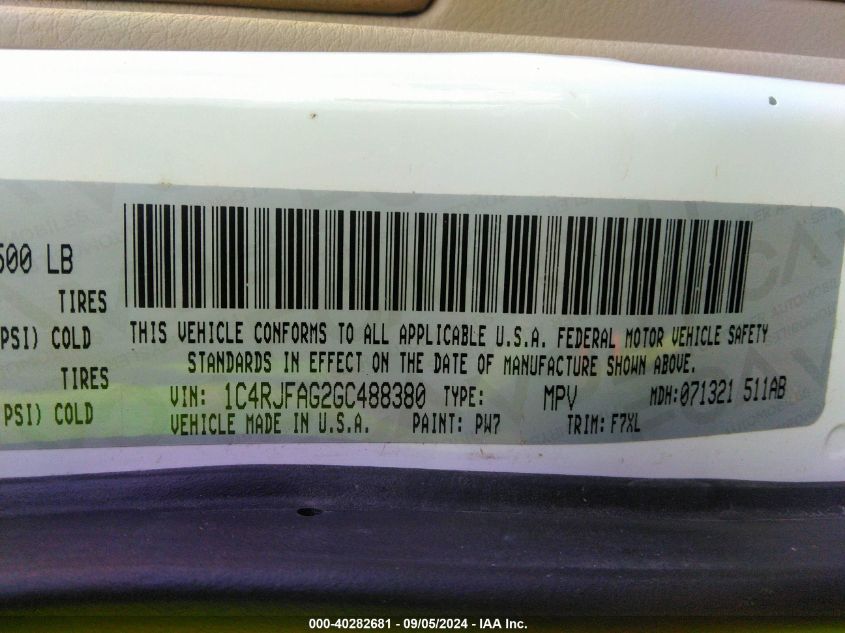 500 LB
TIRES
PSI) COLD
TIRES
PSI) COLD
THIS VEHICLE CONFORMS TO ALL APPLICABLE U.S.A. FEDERAL MOTOR VEHICLE SAFETY
STANDARDS IN EFFECT ON THE DATE OF MANUFACTURE SHOWN ABOVE.
VIN: 1C4RJFAG2GC488380 TYPE: MPV MDH:071321 511AB
VEHICLE MADE IN U.S.A. PAINT: PW7 TRIM: F7XL
000-40282681 - 09/05/2024 - IAA Inc.